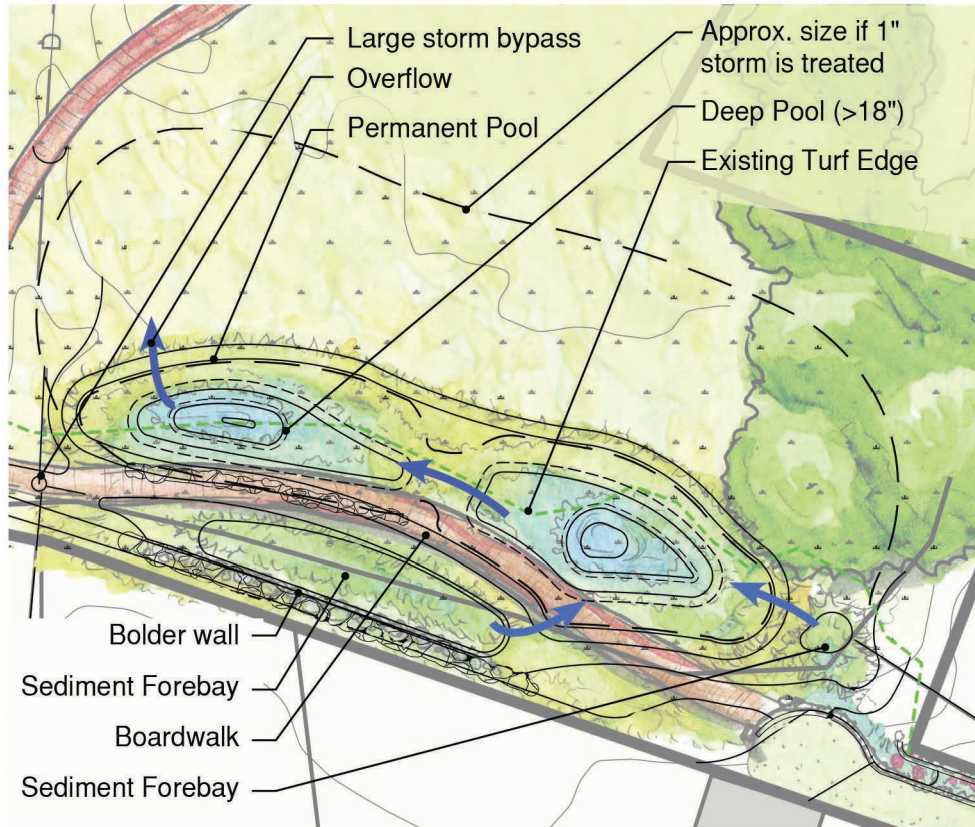 Large storm bypass
Overflow
Permanent Pool
Approx. size if 1"
storm is treated
Deep Pool (>18")
Existing Turf Edge
D
Bolder wall
Sediment Forebay
Boardwalk
Sediment Forebay